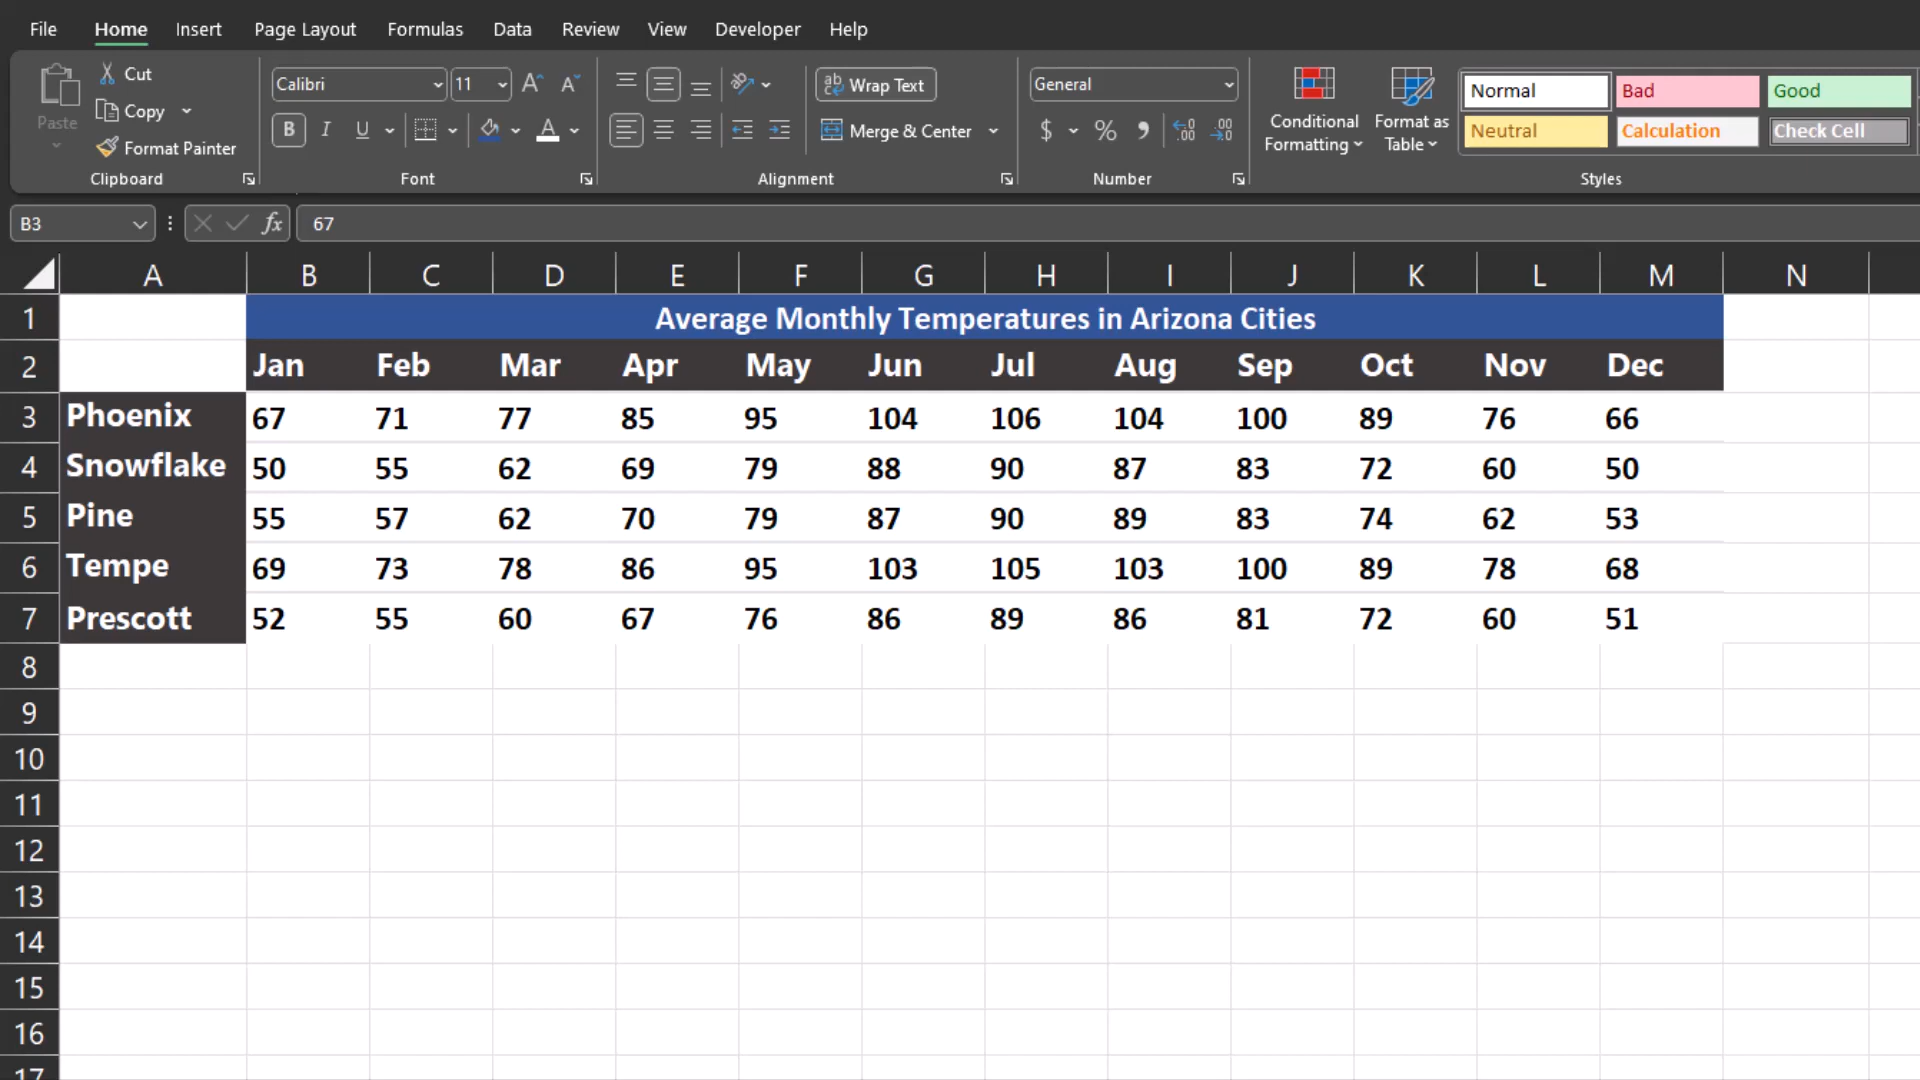 File Home Insert Page Layout Formulas Data Review View Developer Help
Paste
Cut
Copy
Format Painter
Clipboard
Calibri 11
B I U A
Font
ab Wrap Text
Merge & Center
Alignment
General
$ % 9 .00 .00
Number
Conditional Formatting
Format as Table
Normal Bad Good
Neutral Calculation Check Cell
Styles
B3 fx 67
A B C D E F G H I J K L M N
1 Average Monthly Temperatures in Arizona Cities
2 Jan Feb Mar Apr May Jun Jul Aug Sep Oct Nov Dec
3 Phoenix 67 71 77 85 95 104 106 104 100 89 76 66
4 Snowflake 50 55 62 69 79 88 90 87 83 72 60 50
5 Pine 55 57 62 70 79 87 90 89 83 74 62 53
6 Tempe 69 73 78 86 95 103 105 103 100 89 78 68
7 Prescott 52 55 60 67 76 86 89 86 81 72 60 51
8
9
10
11
12
13
14
15
16
17